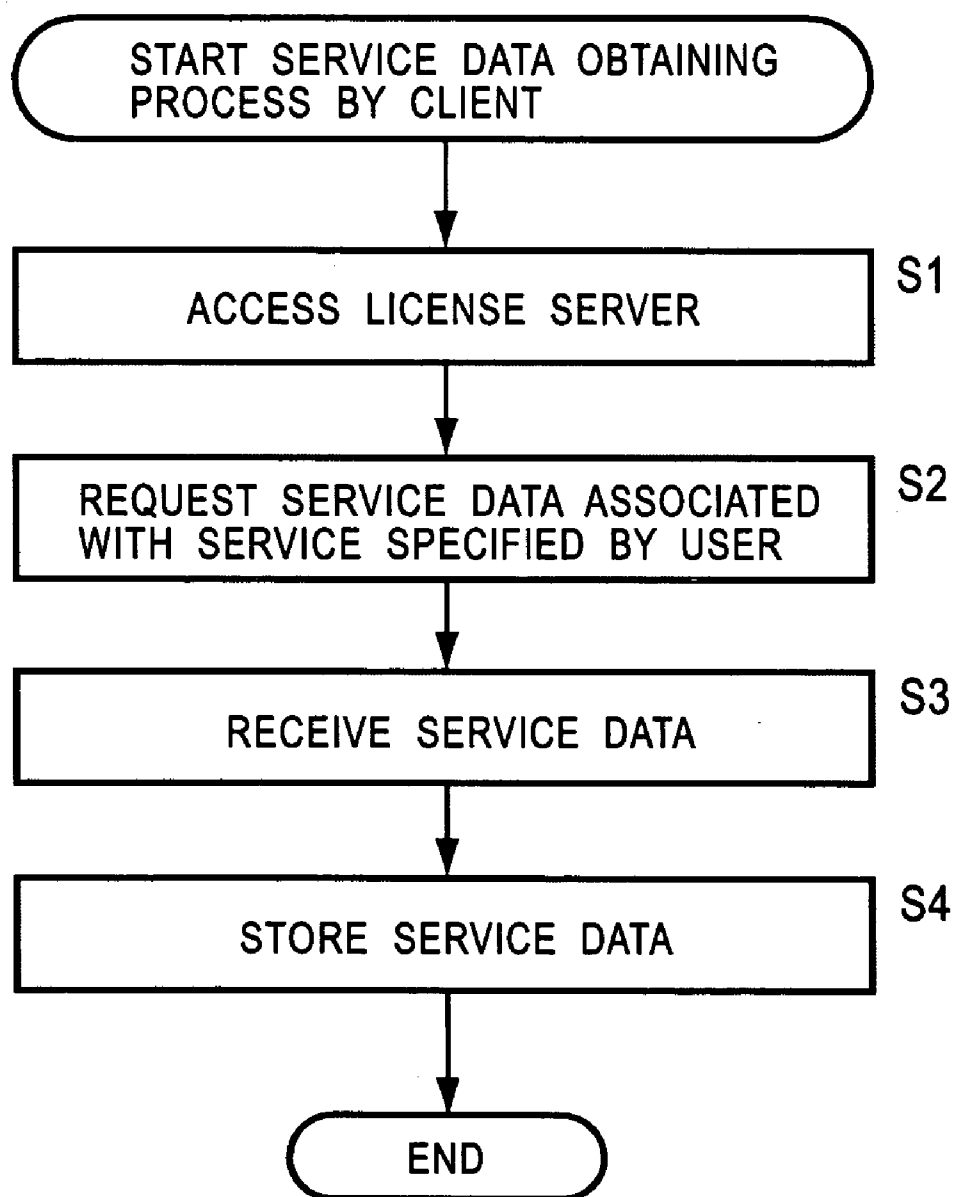 START SERVICE DATA OBTAINING
PROCESS BY CLIENT
S1
ACCESS LICENSE SERVER
S2
REQUEST SERVICE DATA ASSOCIATED
WITH SERVICE SPECIFIED BY USER
S3
RECEIVE SERVICE DATA
S4
STORE SERVICE DATA
END